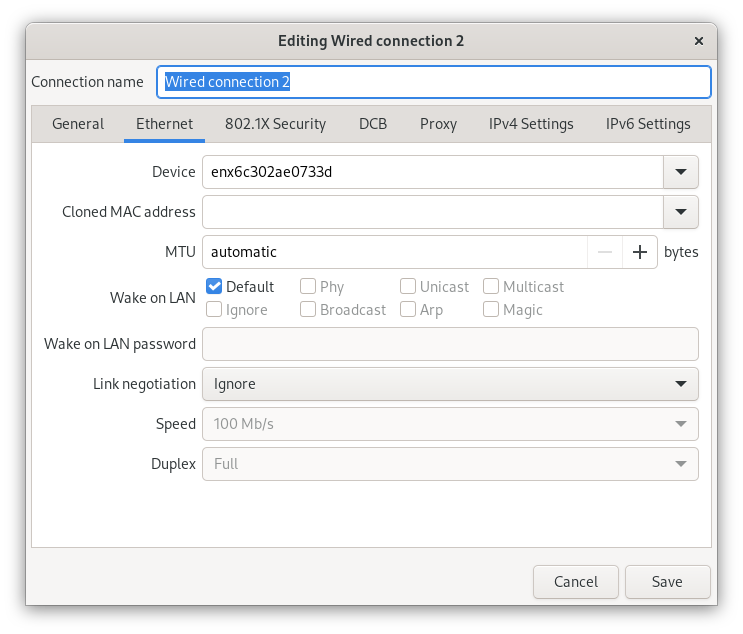 Editing Wired connection 2
Connection name Wired connection 2
General Ethernet 802.1X Security DCB Proxy IPv4 Settings IPv6 Settings
Device enx6c302ae0733d
Cloned MAC address
MTU automatic bytes
Wake on LAN
Default Phy Unicast Multicast
Ignore Broadcast Arp Magic
Wake on LAN password
Link negotiation Ignore
Speed 100 Mb/s
Duplex Full
Cancel Save